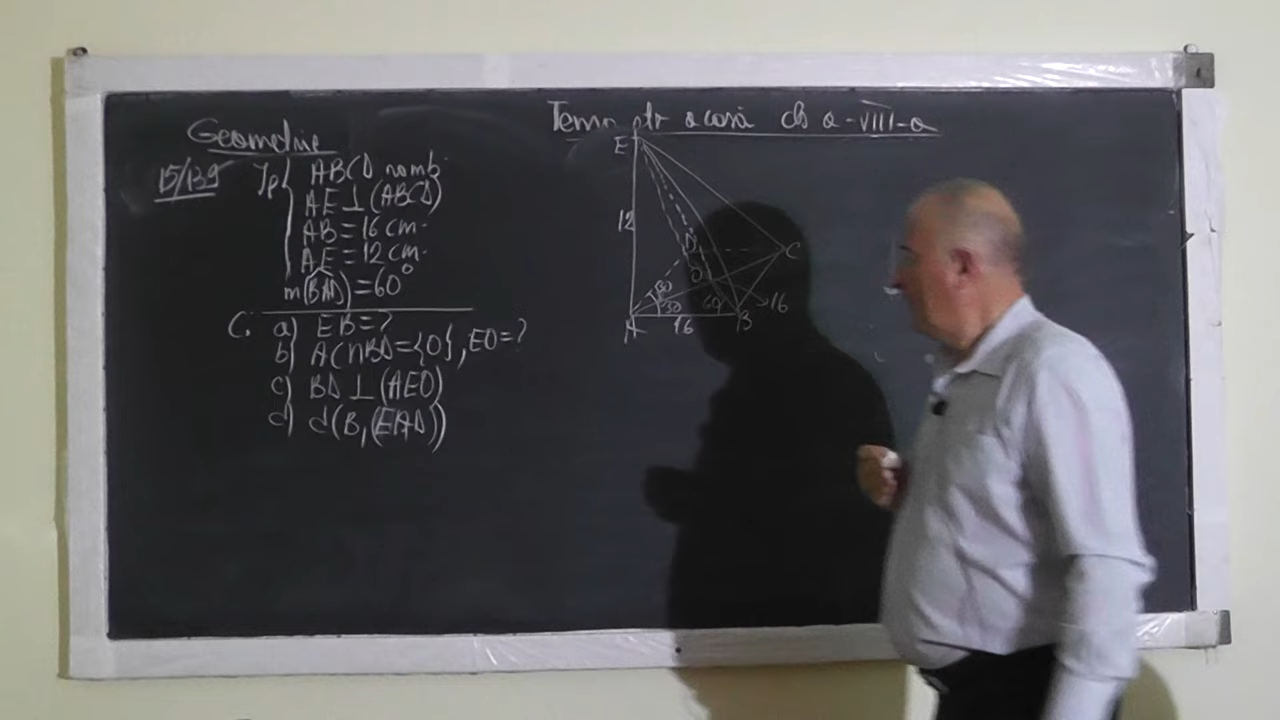 Tema ptr acasă cls a-VIII-a
Geometrie
15/139 Ip ABCD romb
AE ⊥ (ABCD)
AB = 16 cm.
AE = 12 cm.
m(BAD) = 60°
C. a) EB = ?
b) AC∩BD = {O}, EO = ?
c) BD ⊥ (AEO)
d) d(B,(EAD))
E
12
D
C
O
60
30
60
16
A
16
B